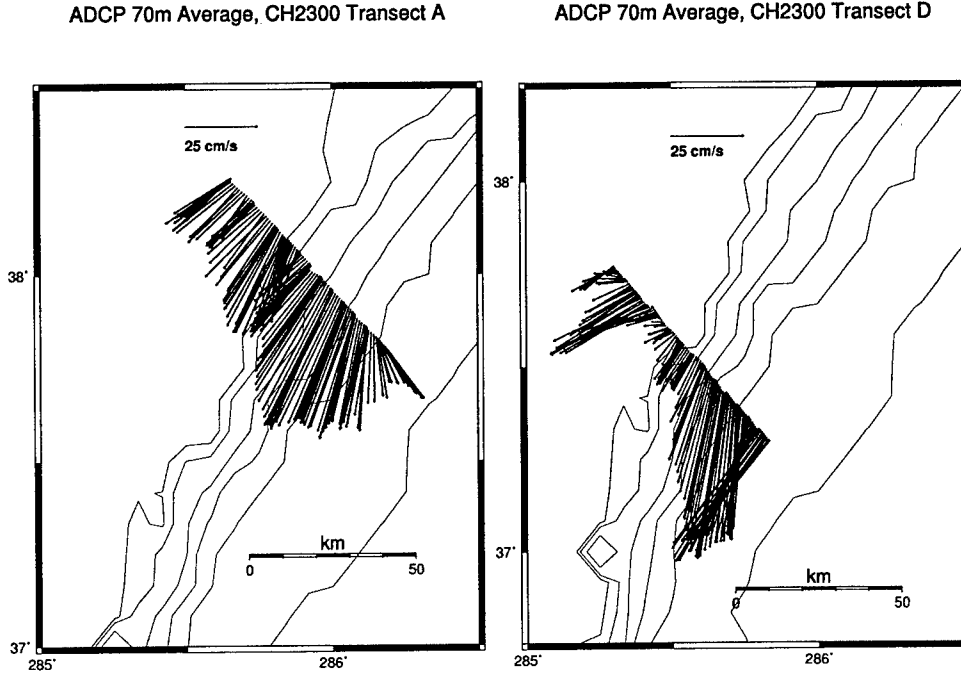 ADCP 70m Average, CH2300 Transect A
ADCP 70m Average, CH2300 Transect D
25 cm/s
25 cm/s
38°
38°
37°
37°
km
0 50
km
0 50
285° 286°
285° 286°